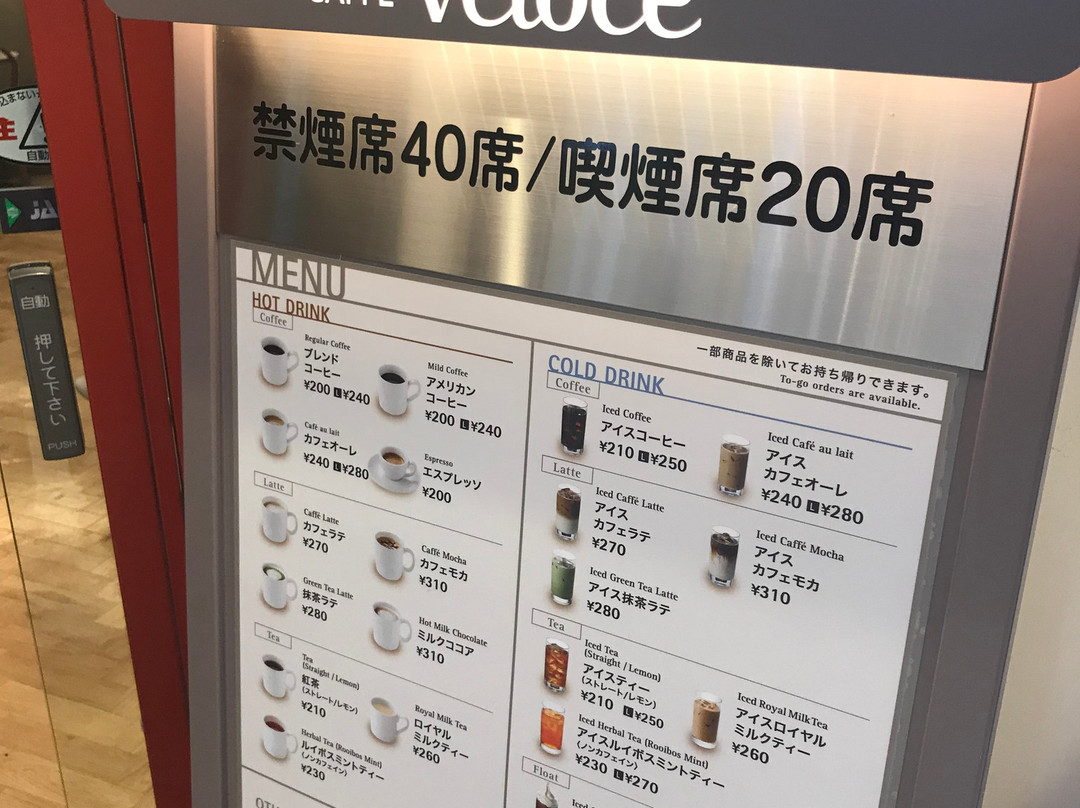 veloce
禁煙席40席/喫煙席20席
MENU
一部商品を除いてお持ち帰りできます。
To-go orders are available.
HOT DRINK
Coffee
Regular Coffee
ブレンド
コーヒー
¥200 L¥240
Mild Coffee
アメリカン
コーヒー
¥200 L¥240
Café au lait
カフェオーレ
¥240 L¥280
Espresso
エスプレッソ
¥200
Latte
Caffé Latte
カフェラテ
¥270
Caffé Mocha
カフェモカ
¥310
Green Tea Latte
抹茶ラテ
¥280
Hot Milk Chocolate
ミルクココア
¥310
Tea
Tea
(Straight / Lemon)
紅茶
(ストレート/レモン)
¥210
Royal Milk Tea
ロイヤル
ミルクティー
¥260
Herbal Tea (Rooibos Mint)
ルイボスミントティー
(ノンカフェイン)
¥230
COLD DRINK
Coffee
Iced Coffee
アイスコーヒー
¥210 L¥250
Iced Café au lait
アイス
カフェオーレ
¥240 L¥280
Latte
Iced Caffé Latte
アイス
カフェラテ
¥270
Iced Caffé Mocha
アイス
カフェモカ
¥310
Iced Green Tea Latte
アイス抹茶ラテ
¥280
Tea
Iced Tea
(Straight / Lemon)
アイスティー
(ストレート/レモン)
¥210 L¥250
Iced Royal MilkTea
アイスロイヤル
ミルクティー
¥260
Iced Herbal Tea (Rooibos Mint)
アイスルイボスミントティー
(ノンカフェイン)
¥230 L¥270
Float
自動
押して下さい
PUSH
自動